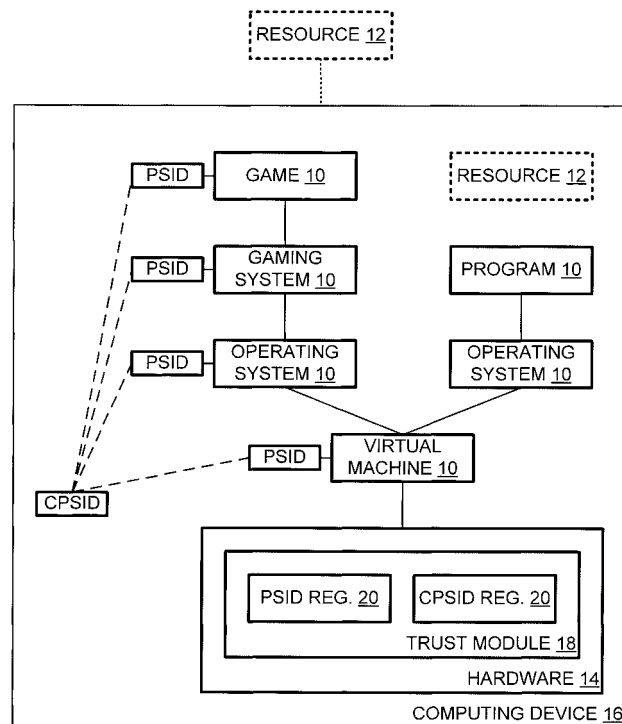 RESOURCE 12
PSID
GAME 10
RESOURCE 12
PSID
GAMING
SYSTEM 10
PROGRAM 10
PSID
OPERATING
SYSTEM 10
OPERATING
SYSTEM 10
PSID
VIRTUAL
MACHINE 10
CPSID
PSID REG. 20
CPSID REG. 20
TRUST MODULE 18
HARDWARE 14
COMPUTING DEVICE 16